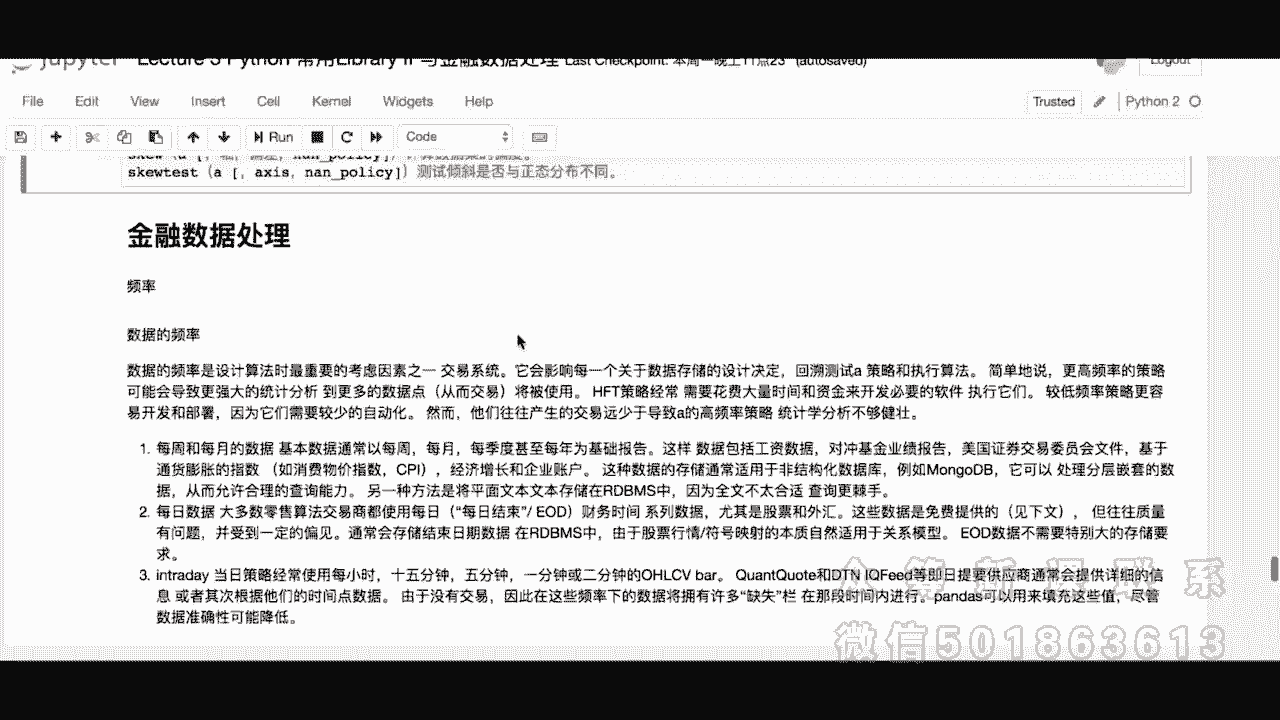 jupyter Lecture 3 Python 常用Library II 与金融数据处理 Last Checkpoint: 本周一晚上11点23 (autosaved)
Logout
File Edit View Insert Cell Kernel Widgets Help
Trusted Python 2
Run Code
skewtest (a [, axis, nan_policy]) 测试倾斜是否与正态分布不同。
金融数据处理
频率
数据的频率
数据的频率是设计算法时最重要的考虑因素之一 交易系统。它会影响每一个关于数据存储的设计决定，回溯测试a 策略和执行算法。 简单地说，更高频率的策略
可能会导致更强大的统计分析 到更多的数据点（从而交易）将被使用。 HFT策略经常 需要花费大量时间和资金来开发必要的软件 执行它们。 较低频率策略更容
易开发和部署，因为它们需要较少的自动化。 然而，他们往往产生的交易远少于导致a的高频率策略 统计学分析不够健壮。
1. 每周和每月的数据 基本数据通常以每周，每月，每季度甚至每年为基础报告。这样 数据包括工资数据，对冲基金业绩报告，美国证券交易委员会文件，基于
通货膨胀的指数 （如消费物价指数，CPI），经济增长和企业账户。 这种数据的存储通常适用于非结构化数据库，例如MongoDB，它可以 处理分层嵌套的数
据，从而允许合理的查询能力。 另一种方法是将平面文本文本存储在RDBMS中，因为全文不太合适 查询更棘手。
2. 每日数据 大多数零售算法交易商都使用每日（“每日结束”/ EOD）财务时间 系列数据，尤其是股票和外汇。这些数据是免费提供的（见下文）， 但往往质量
有问题，并受到一定的偏见。通常会存储结束日期数据 在RDBMS中，由于股票行情/符号映射的本质自然适用于关系模型。 EOD数据不需要特别大的存储要
求。
3. intraday 当日策略经常使用每小时，十五分钟，五分钟，一分钟或二分钟的OHLCV bar。 QuantQuote和DTN IQFeed等即日提要供应商通常会提供详细的信
息 或者其次根据他们的时间点数据。 由于没有交易，因此在这些频率下的数据将拥有许多“缺失”栏 在那段时间内进行。pandas可以用来填充这些值，尽管
数据准确性可能降低。
联系
微信501863613